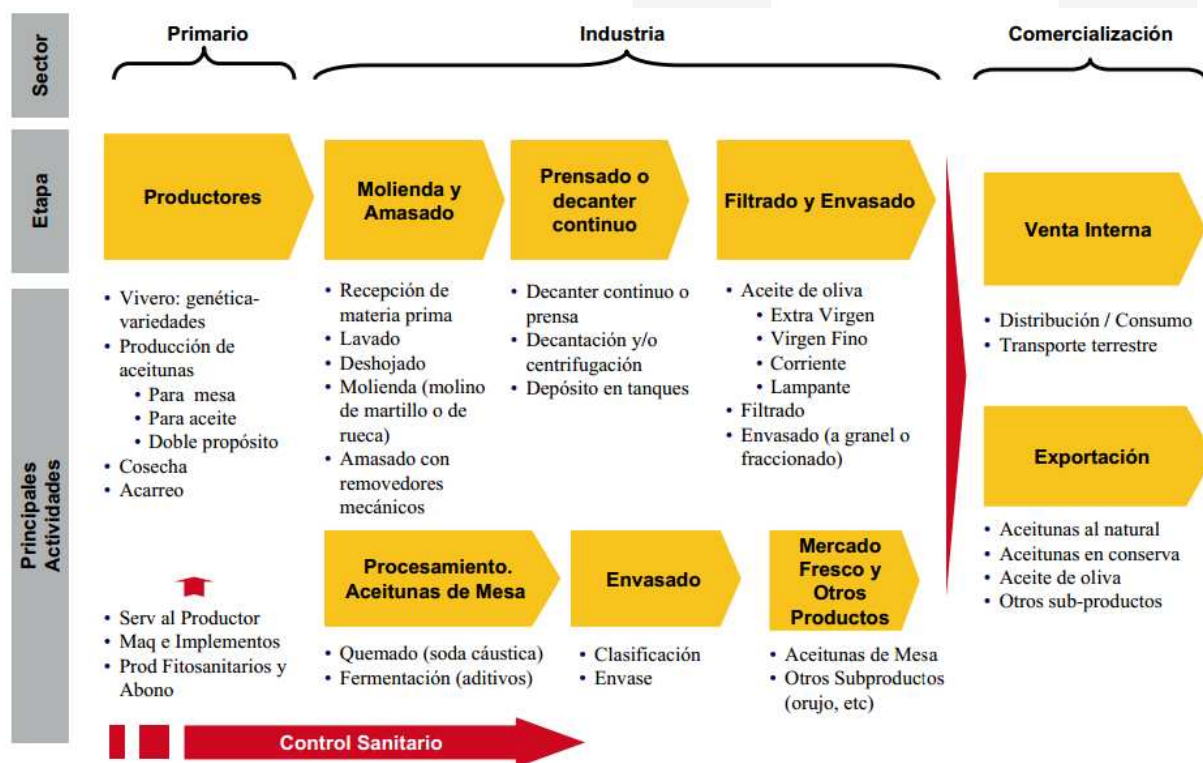 Sector
Primario
Industria
Comercialización
Etapa
Productores
Molienda y
Amasado
Prensado o
decanter
continuo
Filtrado y Envasado
Venta Interna
Principales
Actividades
• Vivero: genética-
variedades
• Producción de
aceitunas
• Para mesa
• Para aceite
• Doble propósito
• Cosecha
• Acarreo
• Recepción de
materia prima
• Lavado
• Deshojado
• Molienda (molino
de martillo o de
rueca)
• Amasado con
removedores
mecánicos
• Decanter continuo o
prensa
• Decantación y/o
centrifugación
• Depósito en tanques
• Aceite de oliva
• Extra Virgen
• Virgen Fino
• Corriente
• Lampante
• Filtrado
• Envasado (a granel o
fraccionado)
• Distribución / Consumo
• Transporte terrestre
Exportación
• Aceitunas al natural
• Aceitunas en conserva
• Aceite de oliva
• Otros sub-productos
• Serv al Productor
• Maq e Implementos
• Prod Fitosanitarios y
Abono
Procesamiento.
Aceitunas de Mesa
• Quemado (soda cáustica)
• Fermentación (aditivos)
Envasado
• Clasificación
• Envase
Mercado
Fresco y
Otros
Productos
• Aceitunas de Mesa
• Otros Subproductos
(orujo, etc)
Control Sanitario